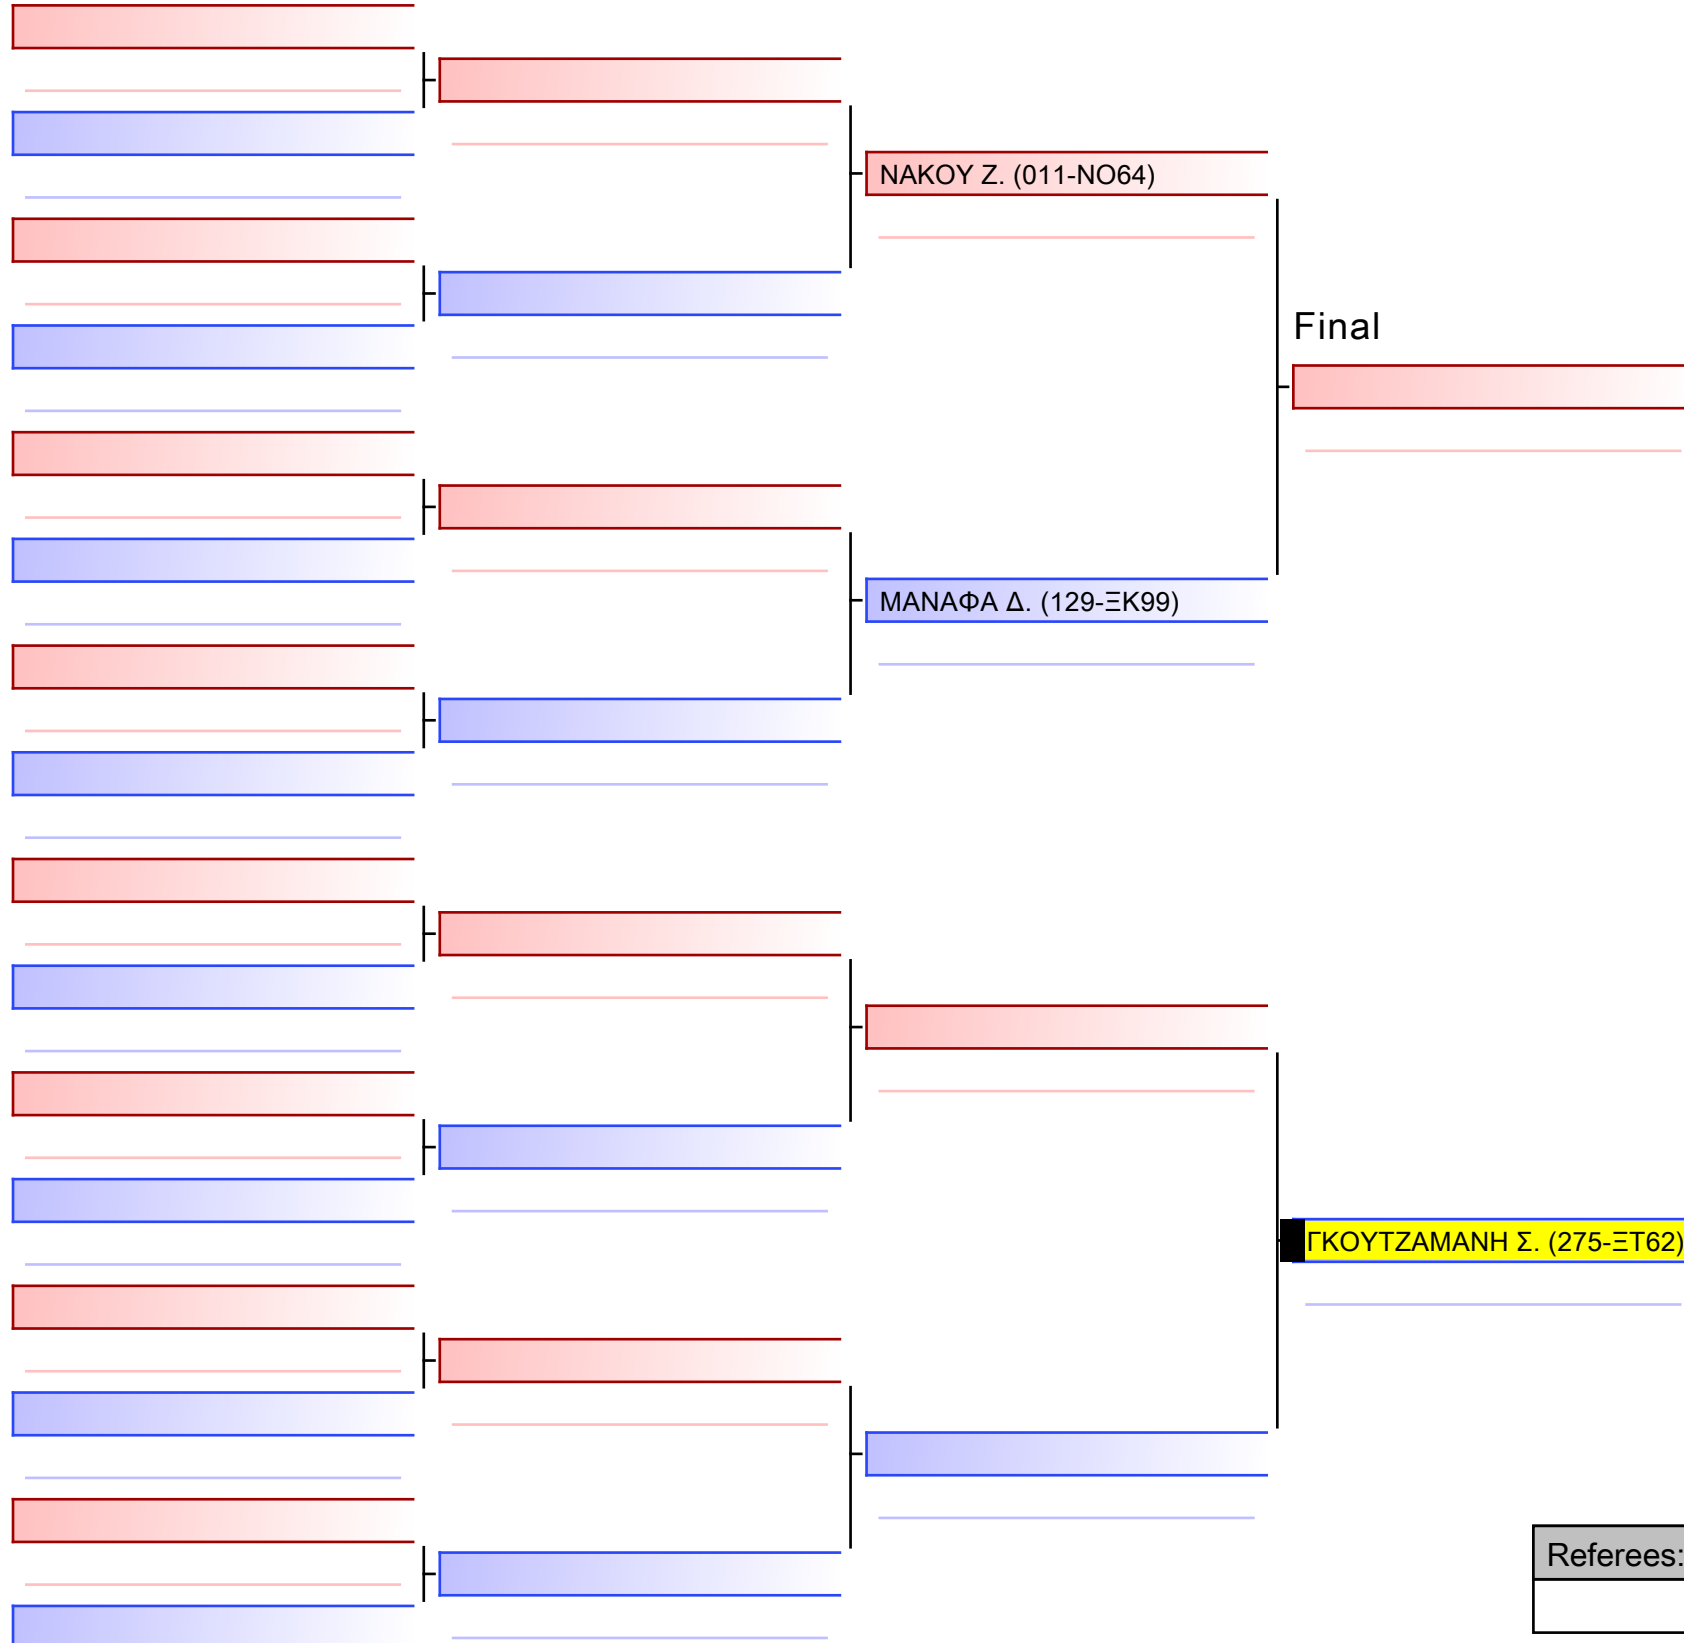 ΝΑΚΟΥ Ζ. (011-ΝΟ64)
Final
ΜΑΝΑΦΑ Δ. (129-ΞΚ99)
ΓΚΟΥΤΖΑΜΑΝΗ Σ. (275-ΞΤ62)
Referees: